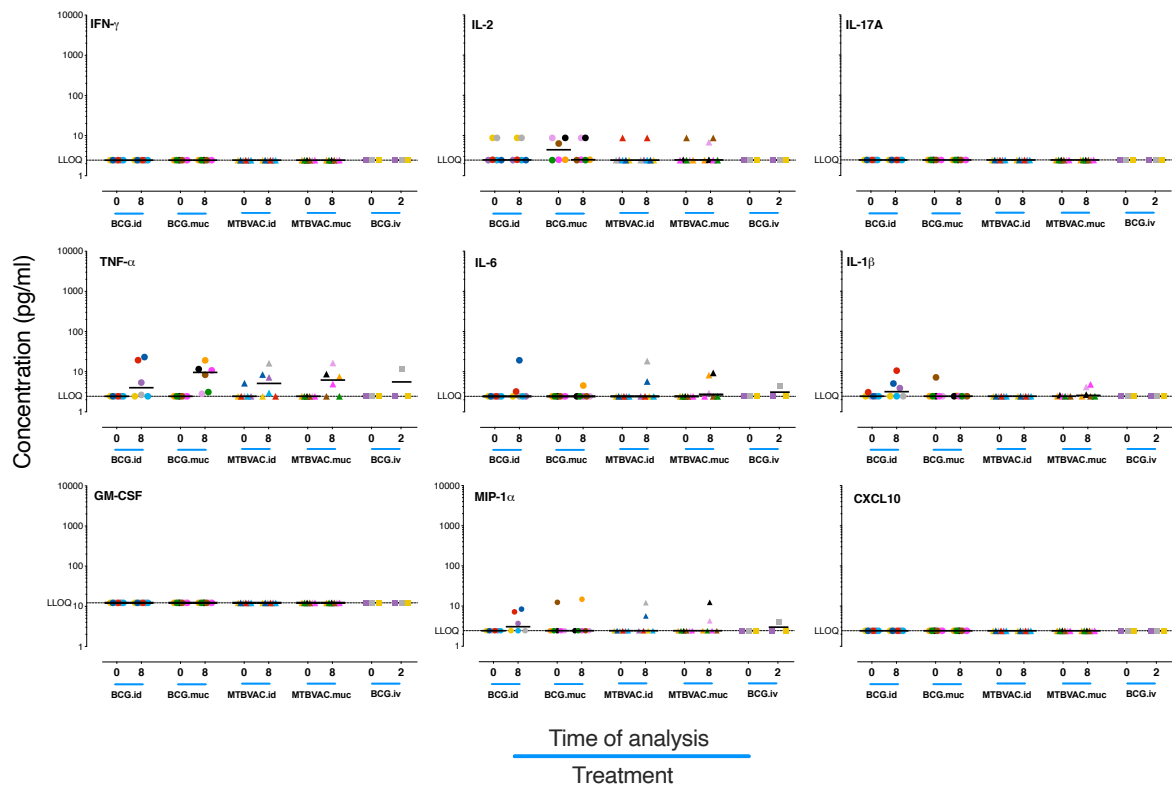 Concentration (pg/ml)
IFN-γ
10000
1000
100
10
LLOQ
1
0 8 0 8 0 8 0 8 0 2
BCG.id BCG.muc MTBVAC.id MTBVAC.muc BCG.iv
IL-2
10000
1000
100
10
LLOQ
1
0 8 0 8 0 8 0 8 0 2
BCG.id BCG.muc MTBVAC.id MTBVAC.muc BCG.iv
IL-17A
10000
1000
100
10
LLOQ
1
0 8 0 8 0 8 0 8 0 2
BCG.id BCG.muc MTBVAC.id MTBVAC.muc BCG.iv
TNF-α
10000
1000
100
10
LLOQ
1
0 8 0 8 0 8 0 8 0 2
BCG.id BCG.muc MTBVAC.id MTBVAC.muc BCG.iv
IL-6
10000
1000
100
10
LLOQ
1
0 8 0 8 0 8 0 8 0 2
BCG.id BCG.muc MTBVAC.id MTBVAC.muc BCG.iv
IL-1β
10000
1000
100
10
LLOQ
1
0 8 0 8 0 8 0 8 0 2
BCG.id BCG.muc MTBVAC.id MTBVAC.muc BCG.iv
GM-CSF
10000
1000
100
LLOQ 10
1
0 8 0 8 0 8 0 8 0 2
BCG.id BCG.muc MTBVAC.id MTBVAC.muc BCG.iv
MIP-1α
10000
1000
100
10
LLOQ
1
0 8 0 8 0 8 0 8 0 2
BCG.id BCG.muc MTBVAC.id MTBVAC.muc BCG.iv
CXCL10
10000
1000
100
10
LLOQ
1
0 8 0 8 0 8 0 8 0 2
BCG.id BCG.muc MTBVAC.id MTBVAC.muc BCG.iv
Time of analysis
Treatment